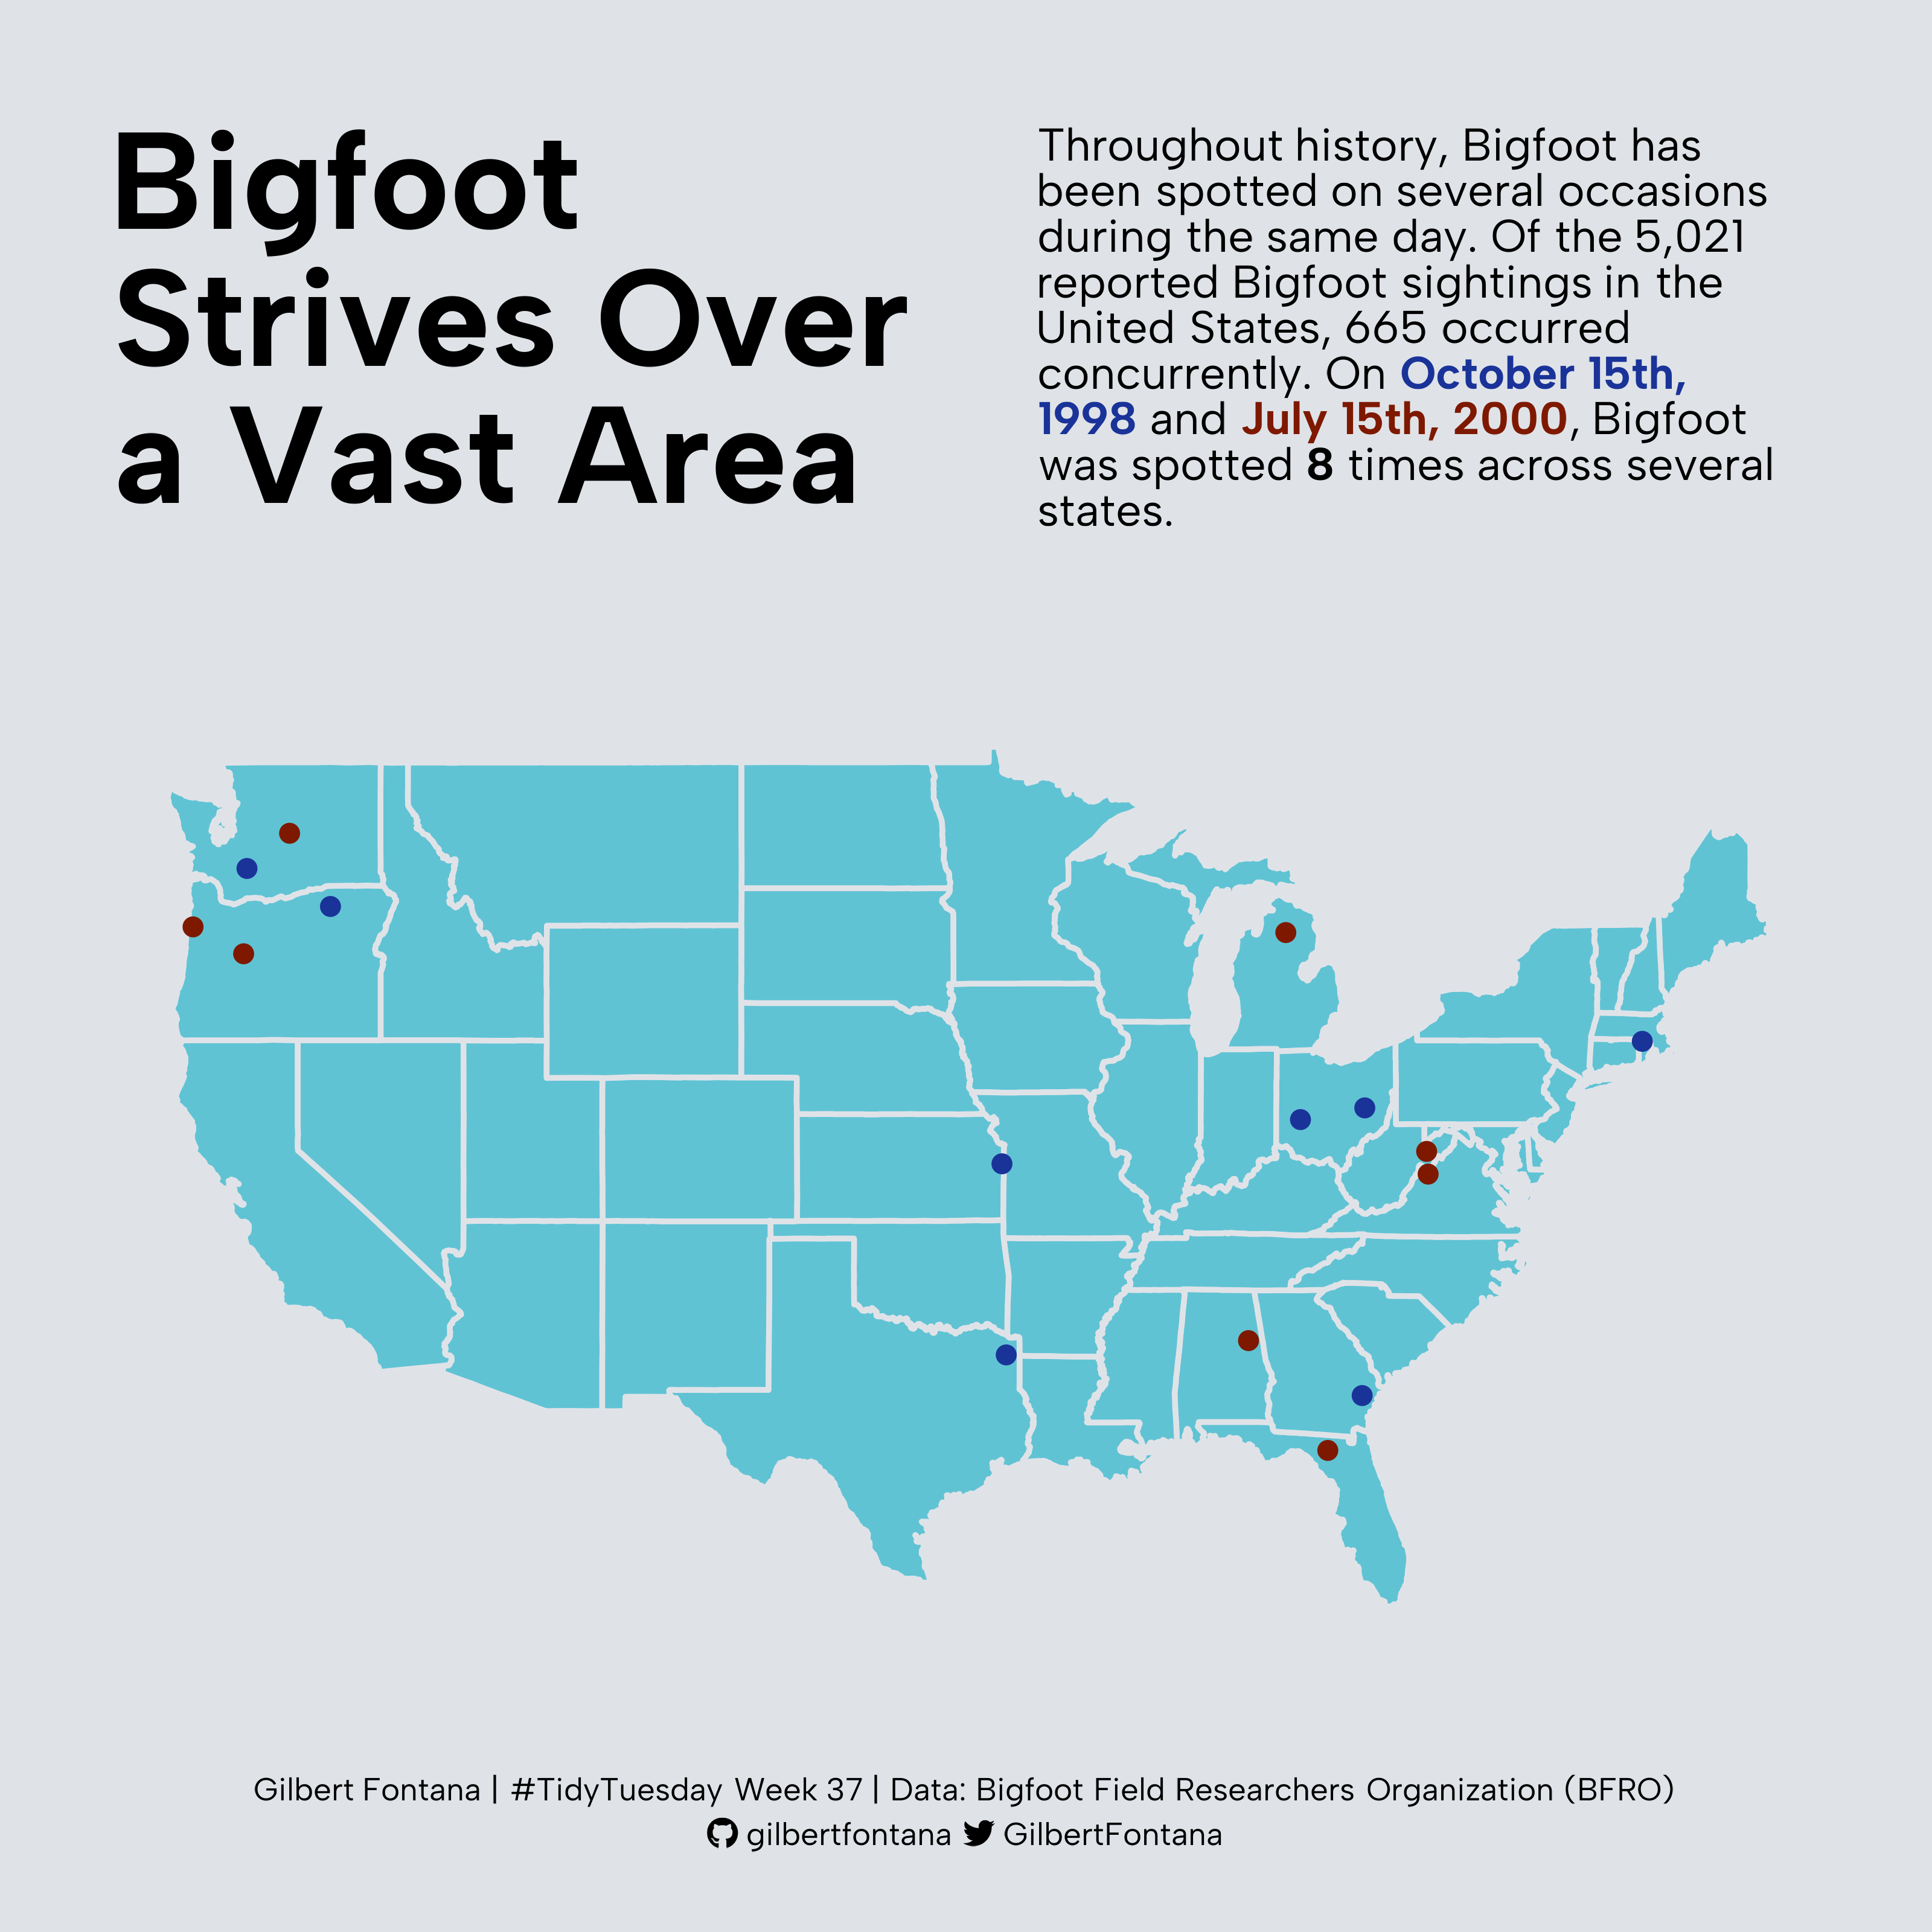 Bigfoot
Strives Over
a Vast Area
Throughout history, Bigfoot has
been spotted on several occasions
during the same day. Of the 5,021
reported Bigfoot sightings in the
United States, 665 occurred
concurrently. On October 15th,
1998 and July 15th, 2000, Bigfoot
was spotted 8 times across several
states.
Gilbert Fontana | #TidyTuesday Week 37 | Data: Bigfoot Field Researchers Organization (BFRO)
gilbertfontana GilbertFontana